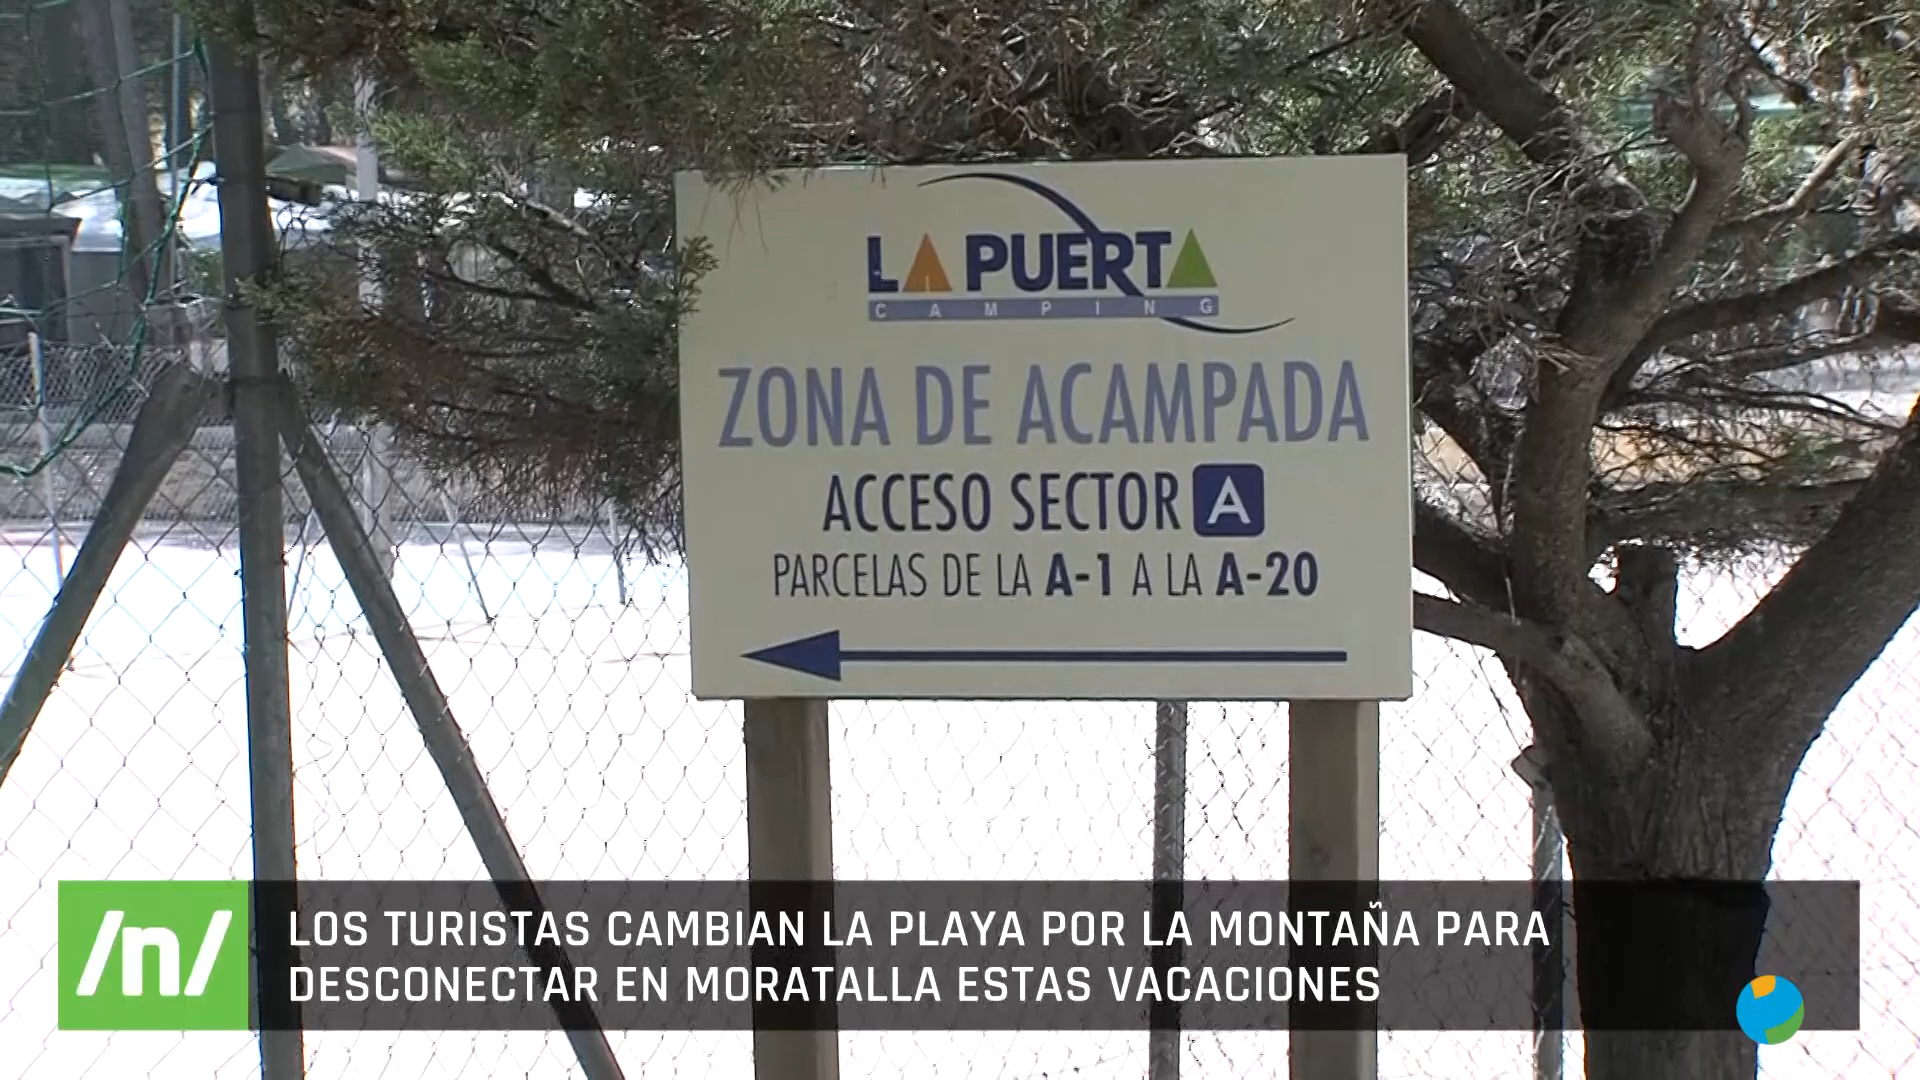 LA PUERTA
CAMPING
ZONA DE ACAMPADA
ACCESO SECTOR A
PARCELAS DE LA A-1 A LA A-20
/n/
LOS TURISTAS CAMBIAN LA PLAYA POR LA MONTAÑA PARA
DESCONECTAR EN MORATALLA ESTAS VACACIONES